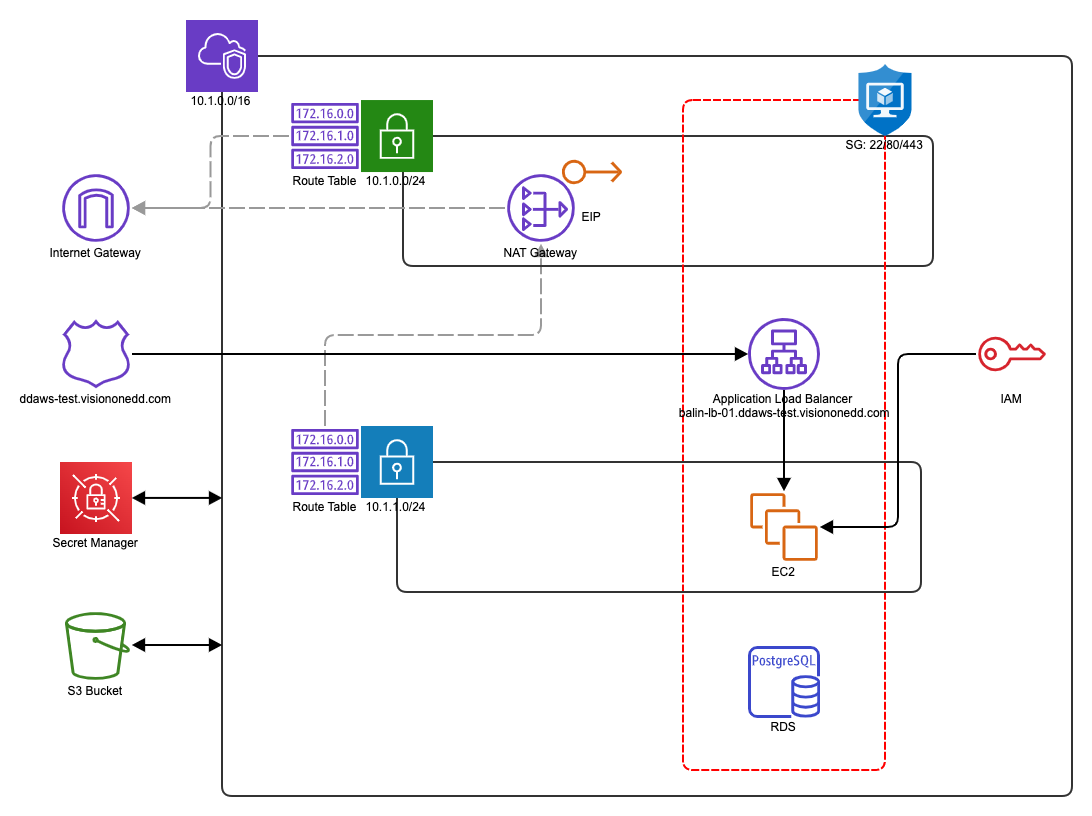 10.1.0.0/16
172.16.0.0
172.16.1.0
172.16.2.0
Route Table
10.1.0.0/24
SG: 22/80/443
EIP
Internet Gateway
NAT Gateway
ddaws-test.visiononedd.com
Application Load Balancer
balin-lb-01.ddaws-test.visiononedd.com
IAM
172.16.0.0
172.16.1.0
172.16.2.0
Route Table
10.1.1.0/24
Secret Manager
EC2
S3 Bucket
PostgreSQL
RDS